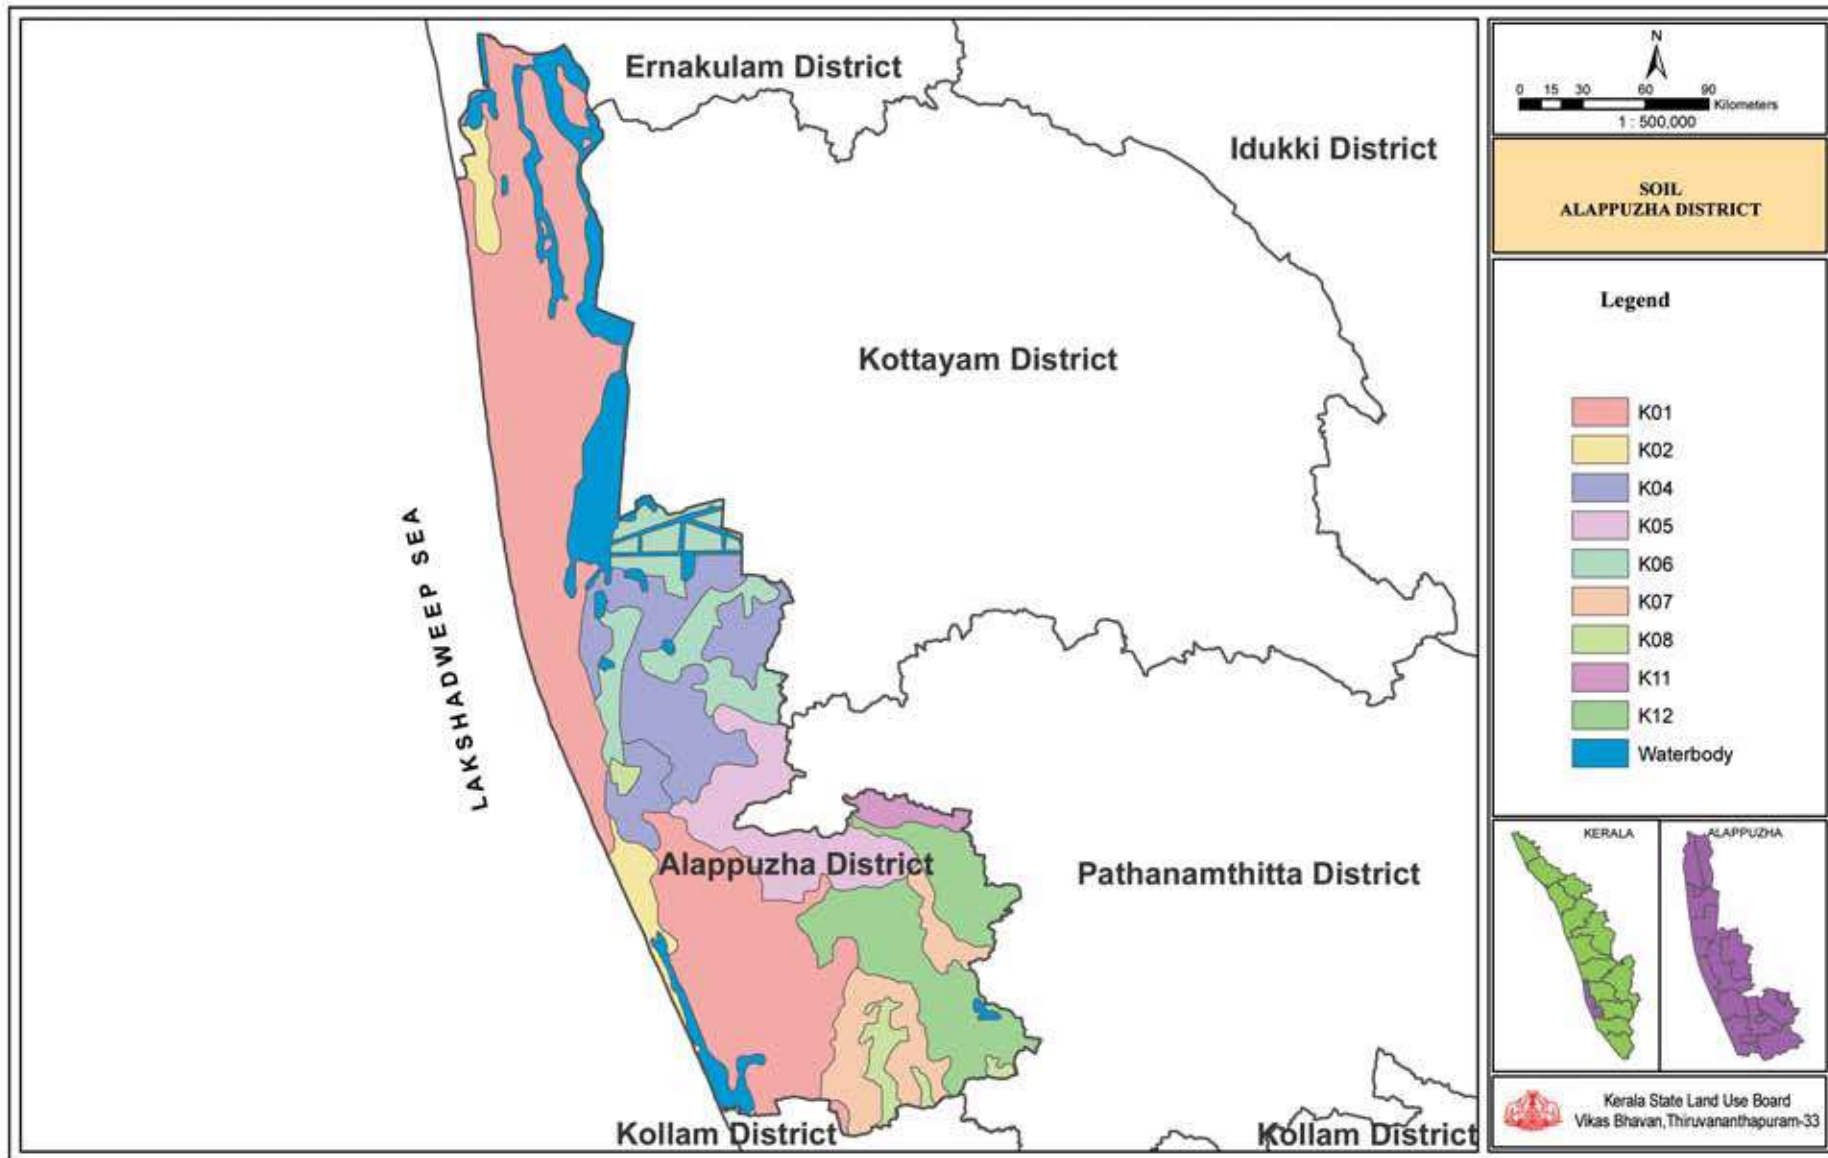 Ernakulam District
Idukki District
Kottayam District
LAKSHADWEEP SEA
Alappuzha District
Pathanamthitta District
Kollam District
Kollam District
N
0 15 30 60 90
Kilometers
1 : 500,000
SOIL
ALAPPUZHA DISTRICT
Legend
K01
K02
K04
K05
K06
K07
K08
K11
K12
Waterbody
KERALA
ALAPPUZHA
Kerala State Land Use Board
Vikas Bhavan,Thiruvananthapuram-33